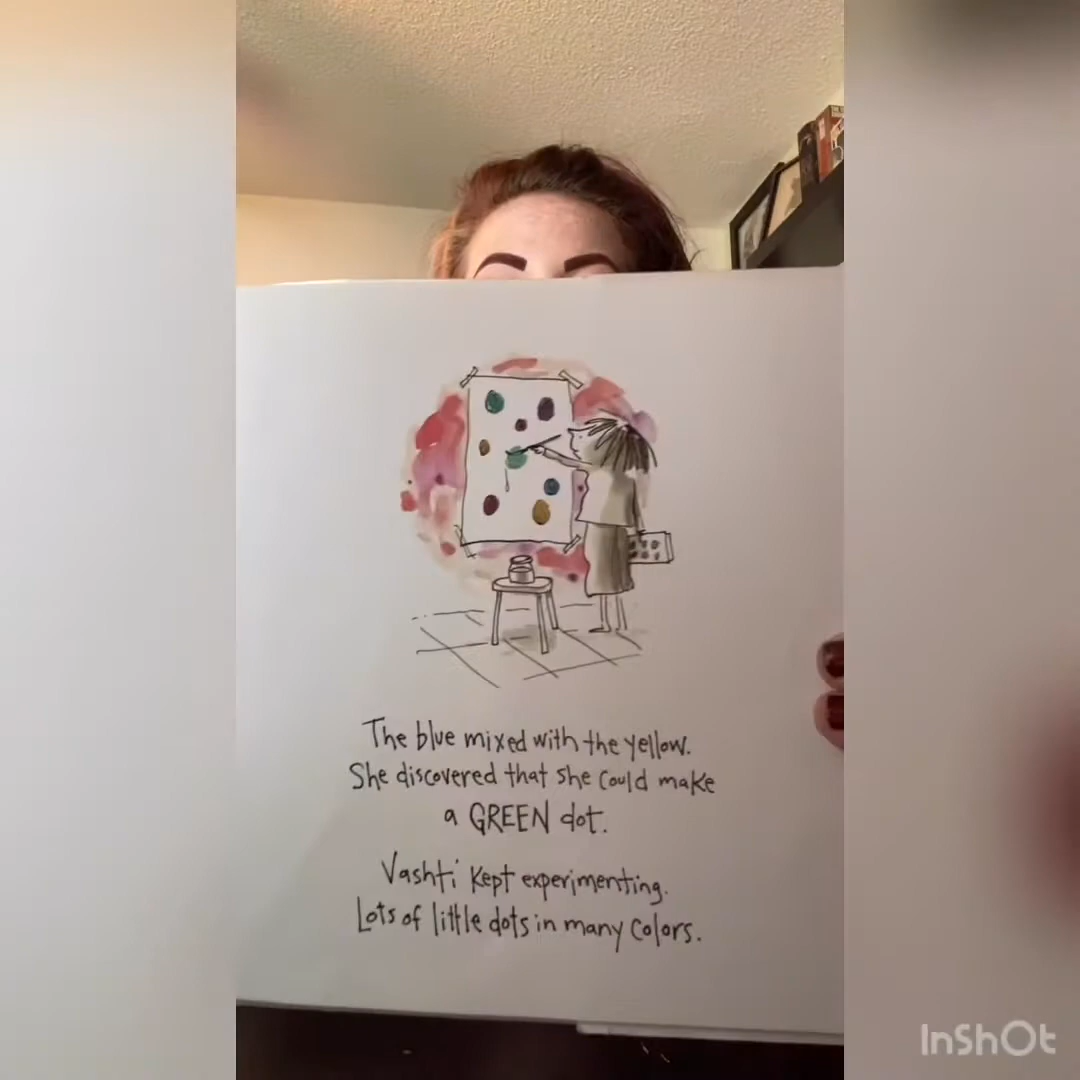 The blue mixed with the yellow.
She discovered that she could make
a GREEN dot.
Vashti kept experimenting.
Lots of little dots in many colors.
InShOt